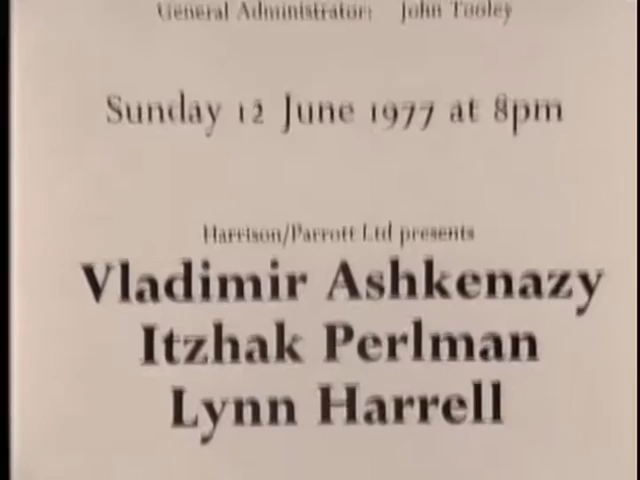 General Administrator: John Tooley
Sunday 12 June 1977 at 8pm
Harrison/Parrott Ltd presents
Vladimir Ashkenazy
Itzhak Perlman
Lynn Harrell